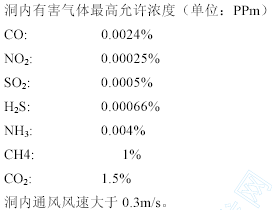 洞内有害气体最高允许浓度（单位：PPm）
CO: 0.0024%
NO₂: 0.00025%
SO₂: 0.0005%
H₂S: 0.00066%
NH₃: 0.004%
CH4: 1%
CO₂: 1.5%
洞内通风风速大于 0.3m/s。